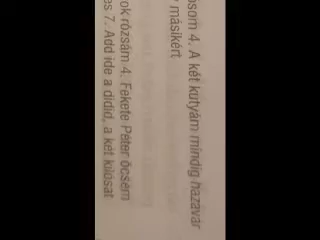 osom 4. A két kutyám mindig hazavár
másikért
ok rózsám 4. Fekete Péter öcsém
es 7. Add ide a didid, a két kilósat